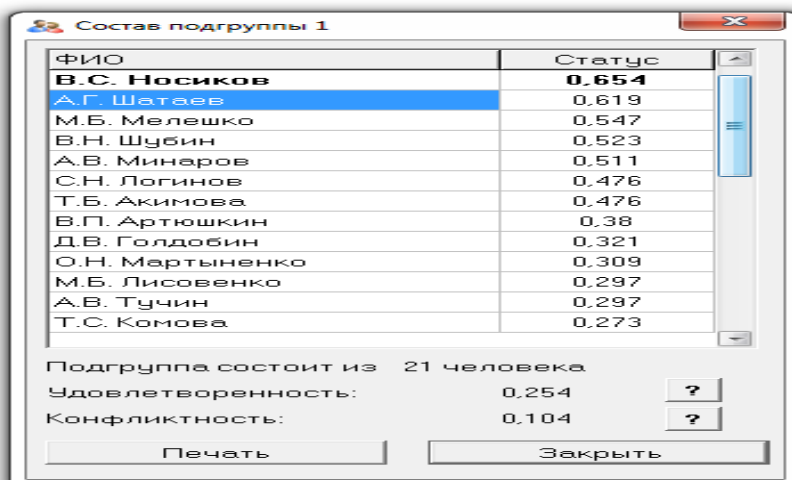 Состав подгруппы 1
ФИО Статус
В.С. Носиков 0,654
А.Г. Шатаев 0,619
М.Б. Мелешко 0,547
В.Н. Шубин 0,523
А.В. Минаров 0,511
С.Н. Логинов 0,476
Т.Б. Акимова 0,476
В.П. Артюшкин 0,38
Д.В. Голдобин 0,321
О.Н. Мартыненко 0,309
М.Б. Лисовенко 0,297
А.В. Тучин 0,297
Т.С. Комова 0,273
Подгруппа состоит из 21 человека
Удовлетворенность: 0,254 ?
Конфликтность: 0,104 ?
Печать Закрыть